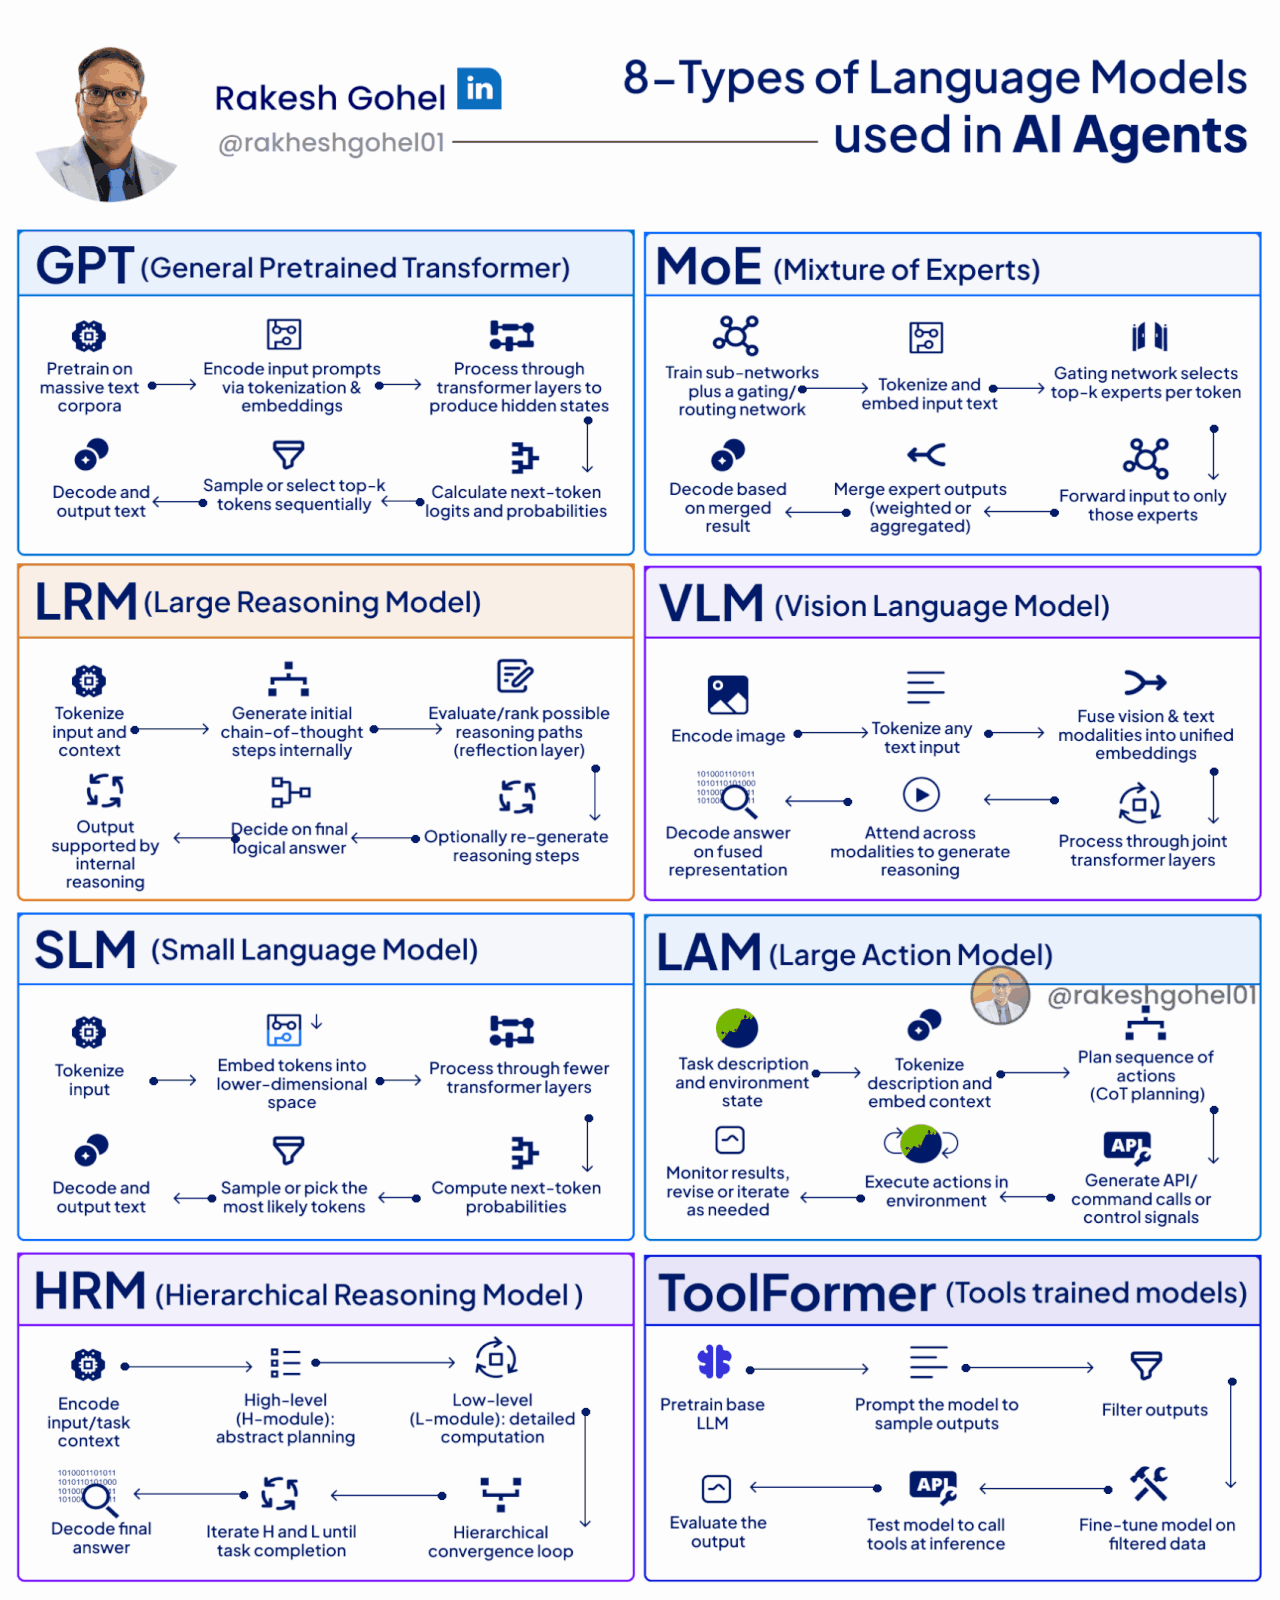 Rakesh Gohel in
@rakheshgohel01
8-Types of Language Models
used in AI Agents
GPT (General Pretrained Transformer)
Pretrain on
massive text
corpora
Encode input prompts
via tokenization &
embeddings
Process through
transformer layers to
produce hidden states
Calculate next-token
logits and probabilities
Sample or select top-k
tokens sequentially
Decode and
output text
MoE (Mixture of Experts)
Train sub-networks
plus a gating/
routing network
Tokenize and
embed input text
Gating network selects
top-k experts per token
Forward input to only
those experts
Merge expert outputs
(weighted or
aggregated)
Decode based
on merged
result
LRM (Large Reasoning Model)
Tokenize
input and
context
Generate initial
chain-of-thought
steps internally
Evaluate/rank possible
reasoning paths
(reflection layer)
Optionally re-generate
reasoning steps
Decide on final
logical answer
Output
supported by
internal
reasoning
VLM (Vision Language Model)
Encode image
Tokenize any
text input
Fuse vision & text
modalities into unified
embeddings
Process through joint
transformer layers
Attend across
modalities to generate
reasoning
1010001101011
1010110101000
10100 11
10100 11
Decode answer
on fused
representation
SLM (Small Language Model)
Tokenize
input
Embed tokens into
lower-dimensional
space
Process through fewer
transformer layers
Compute next-token
probabilities
Sample or pick the
most likely tokens
Decode and
output text
LAM (Large Action Model)
@rakeshgohel01
Task description
and environment
state
Tokenize
description and
embed context
Plan sequence of
actions
(CoT planning)
API
Generate API/
command calls or
control signals
Execute actions in
environment
Monitor results,
revise or iterate
as needed
HRM (Hierarchical Reasoning Model )
Encode
input/task
context
High-level
(H-module):
abstract planning
Low-level
(L-module): detailed
computation
Hierarchical
convergence loop
Iterate H and L until
task completion
1010001101011
1010110101000
10100 11
10100 11
Decode final
answer
ToolFormer (Tools trained models)
Pretrain base
LLM
Prompt the model to
sample outputs
Filter outputs
Fine-tune model on
filtered data
API
Test model to call
tools at inference
Evaluate the
output